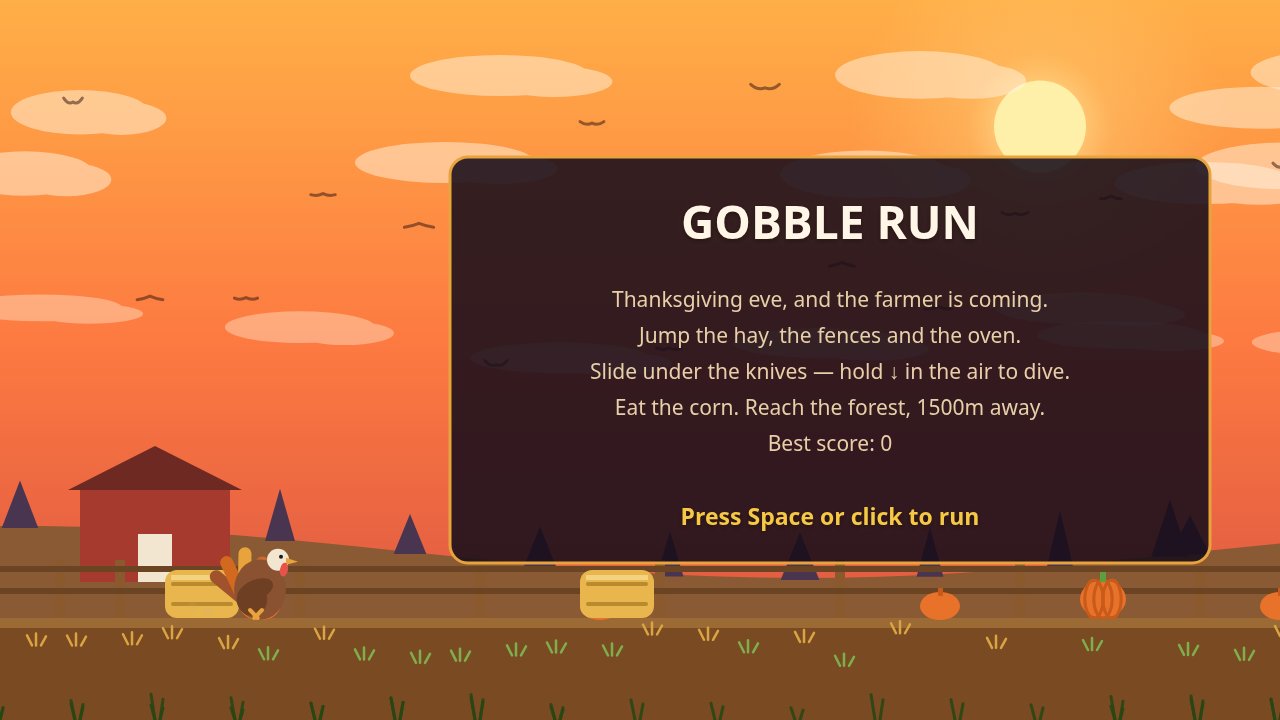 GOBBLE RUN
Thanksgiving eve, and the farmer is coming.
Jump the hay, the fences and the oven.
Slide under the knives — hold ↓ in the air to dive.
Eat the corn. Reach the forest, 1500m away.
Best score: 0
Press Space or click to run